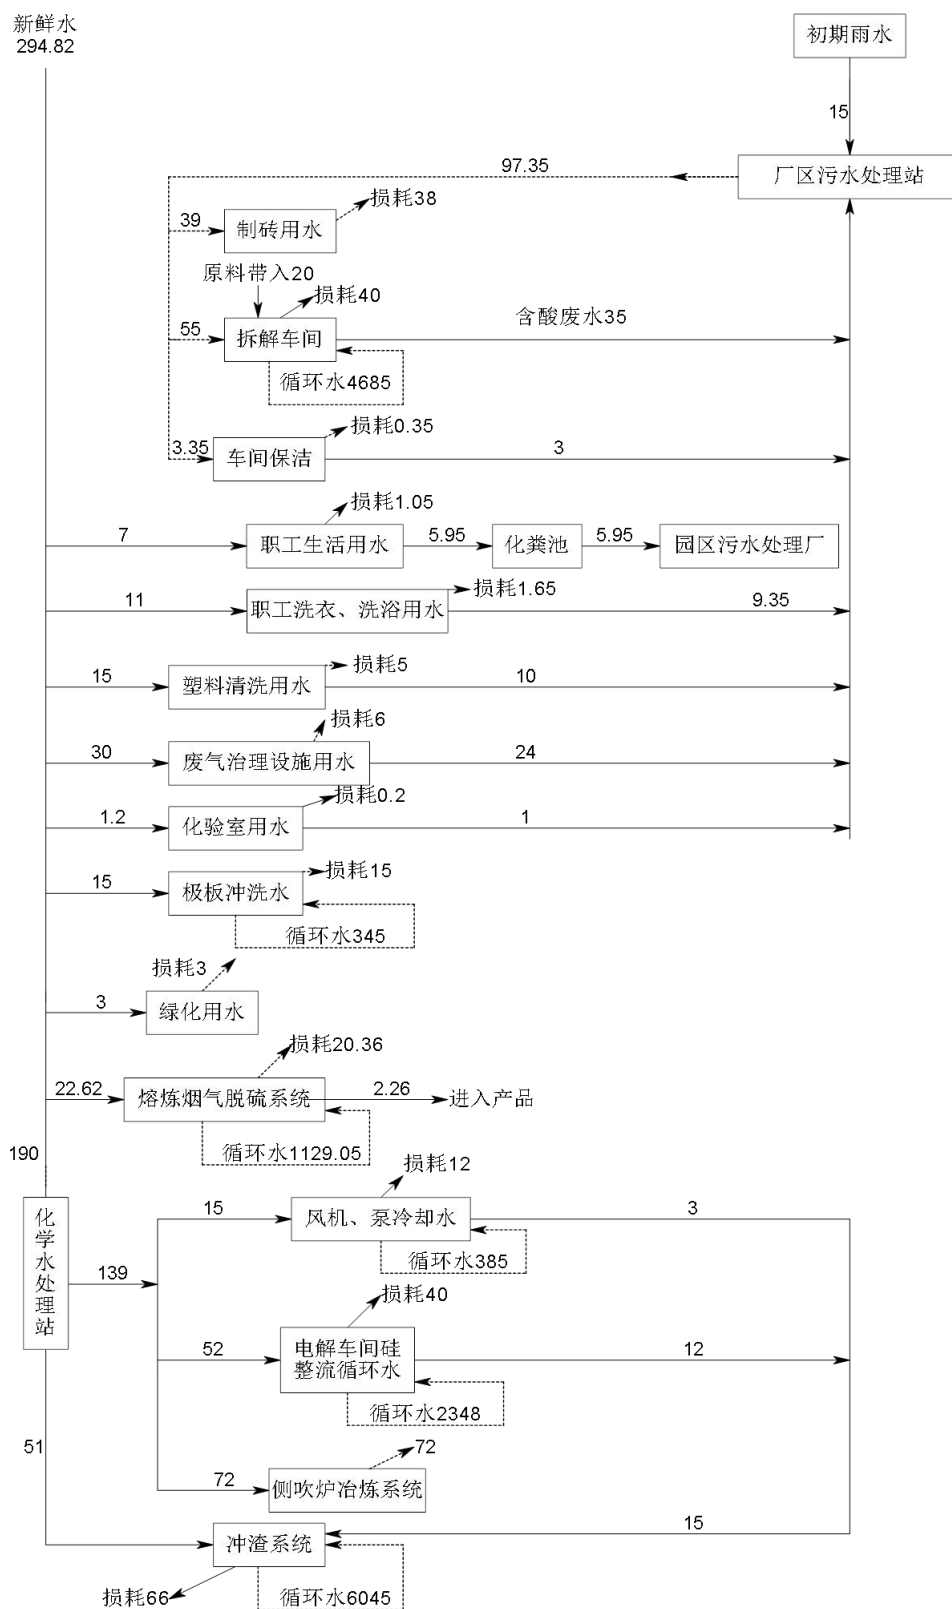 新鲜水
294.82
初期雨水
15
97.35
厂区污水处理站
损耗38
39
制砖用水
原料带入20
损耗40
含酸废水35
55
拆解车间
循环水4685
损耗0.35
3.35
车间保洁
3
损耗1.05
7
职工生活用水
5.95
化粪池
5.95
园区污水处理厂
损耗1.65
11
职工洗衣、洗浴用水
9.35
损耗5
15
塑料清洗用水
10
损耗6
30
废气治理设施用水
24
损耗0.2
1.2
化验室用水
1
损耗15
15
极板冲洗水
循环水345
损耗3
3
绿化用水
损耗20.36
22.62
熔炼烟气脱硫系统
2.26
进入产品
循环水1129.05
190
损耗12
15
风机、泵冷却水
3
循环水385
化学水处理站
139
损耗40
52
电解车间硅
整流循环水
12
循环水2348
51
72
72
侧吹炉冶炼系统
15
冲渣系统
损耗66
循环水6045